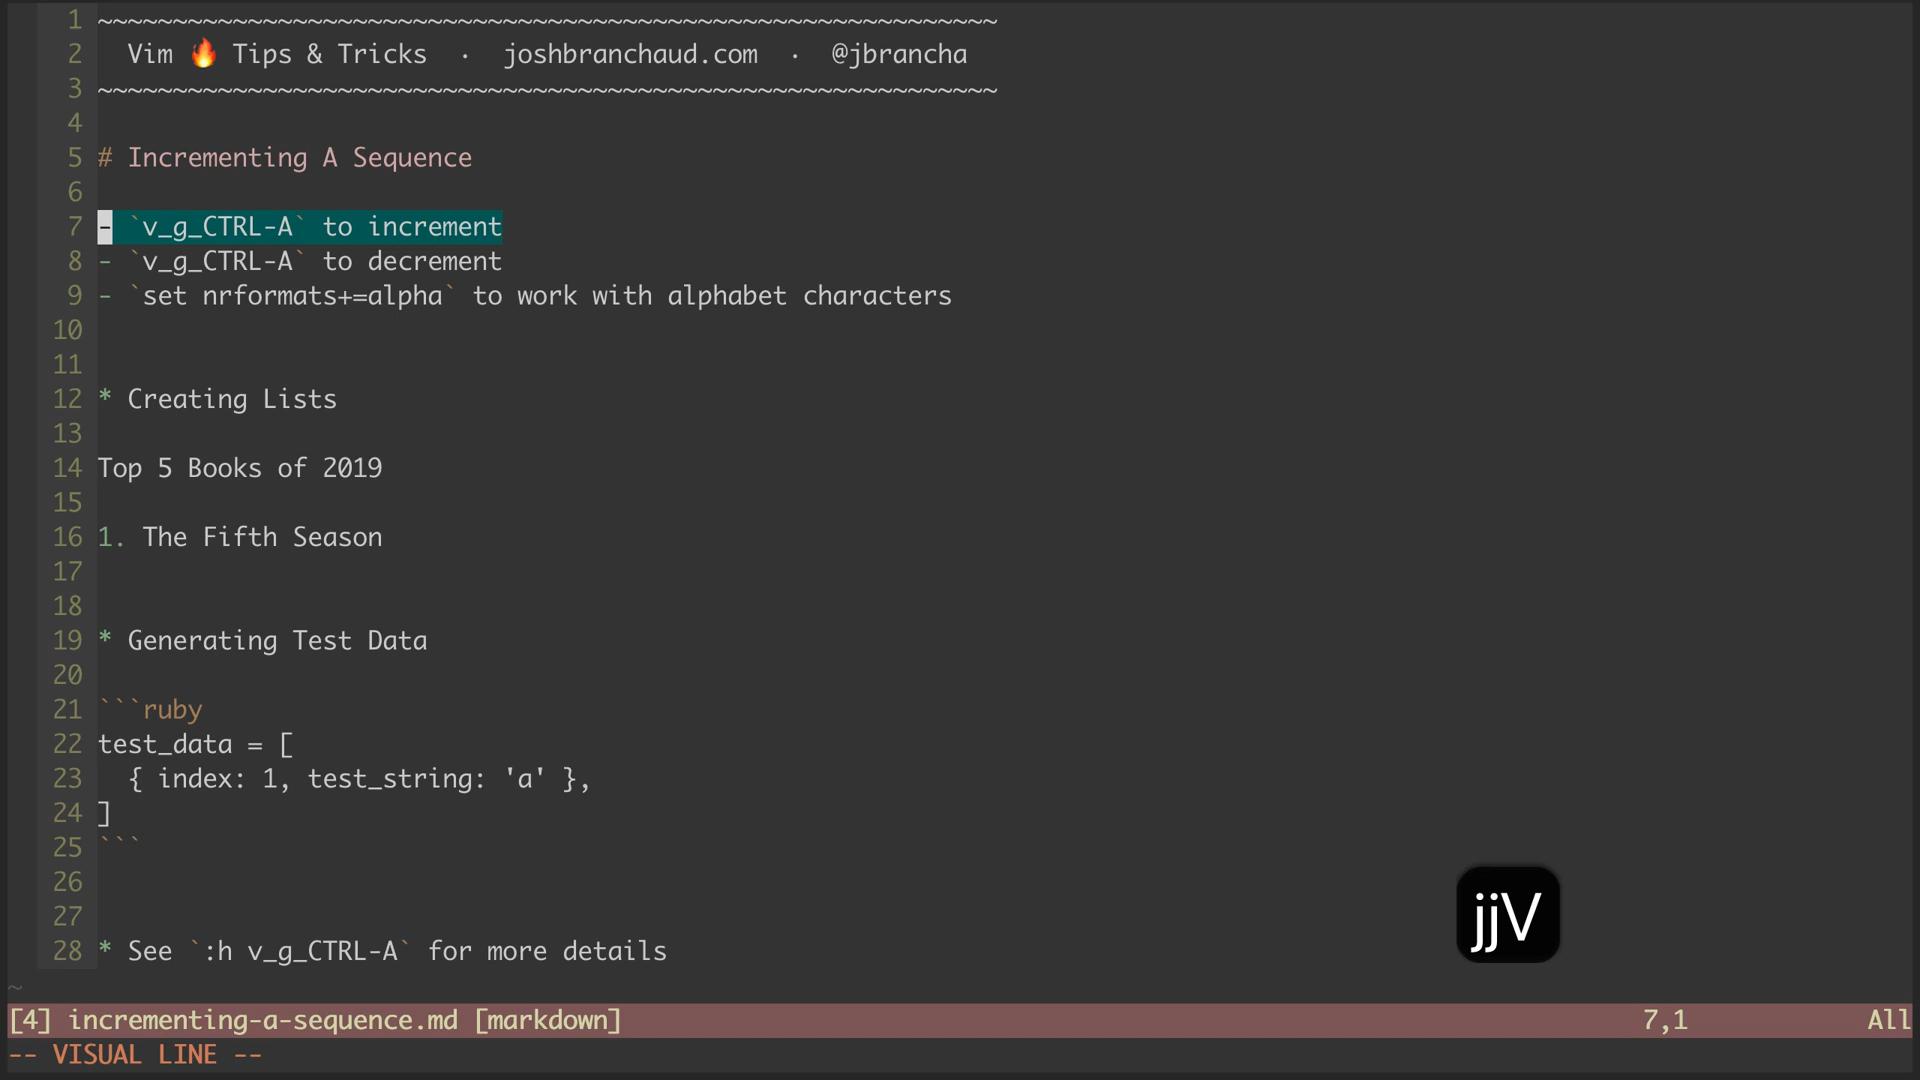 1 ~~~~~~~~~~~~~~~~~~~~~~~~~~~~~~~~~~~~~~~~~~~~~~~~~~~~~~~~~~~~
2   Vim 🔥 Tips & Tricks  ·  joshbranchaud.com  ·  @jbrancha
3 ~~~~~~~~~~~~~~~~~~~~~~~~~~~~~~~~~~~~~~~~~~~~~~~~~~~~~~~~~~~~
4
5 # Incrementing A Sequence
6
7 - `v_g_CTRL-A` to increment
8 - `v_g_CTRL-A` to decrement
9 - `set nrformats+=alpha` to work with alphabet characters
10
11
12 * Creating Lists
13
14 Top 5 Books of 2019
15
16 1. The Fifth Season
17
18
19 * Generating Test Data
20
21 ```ruby
22 test_data = [
23   { index: 1, test_string: 'a' },
24 ]
25 ```
26
27
28 * See `:h v_g_CTRL-A` for more details
~
jjV
[4] incrementing-a-sequence.md [markdown] 7,1 All
-- VISUAL LINE --